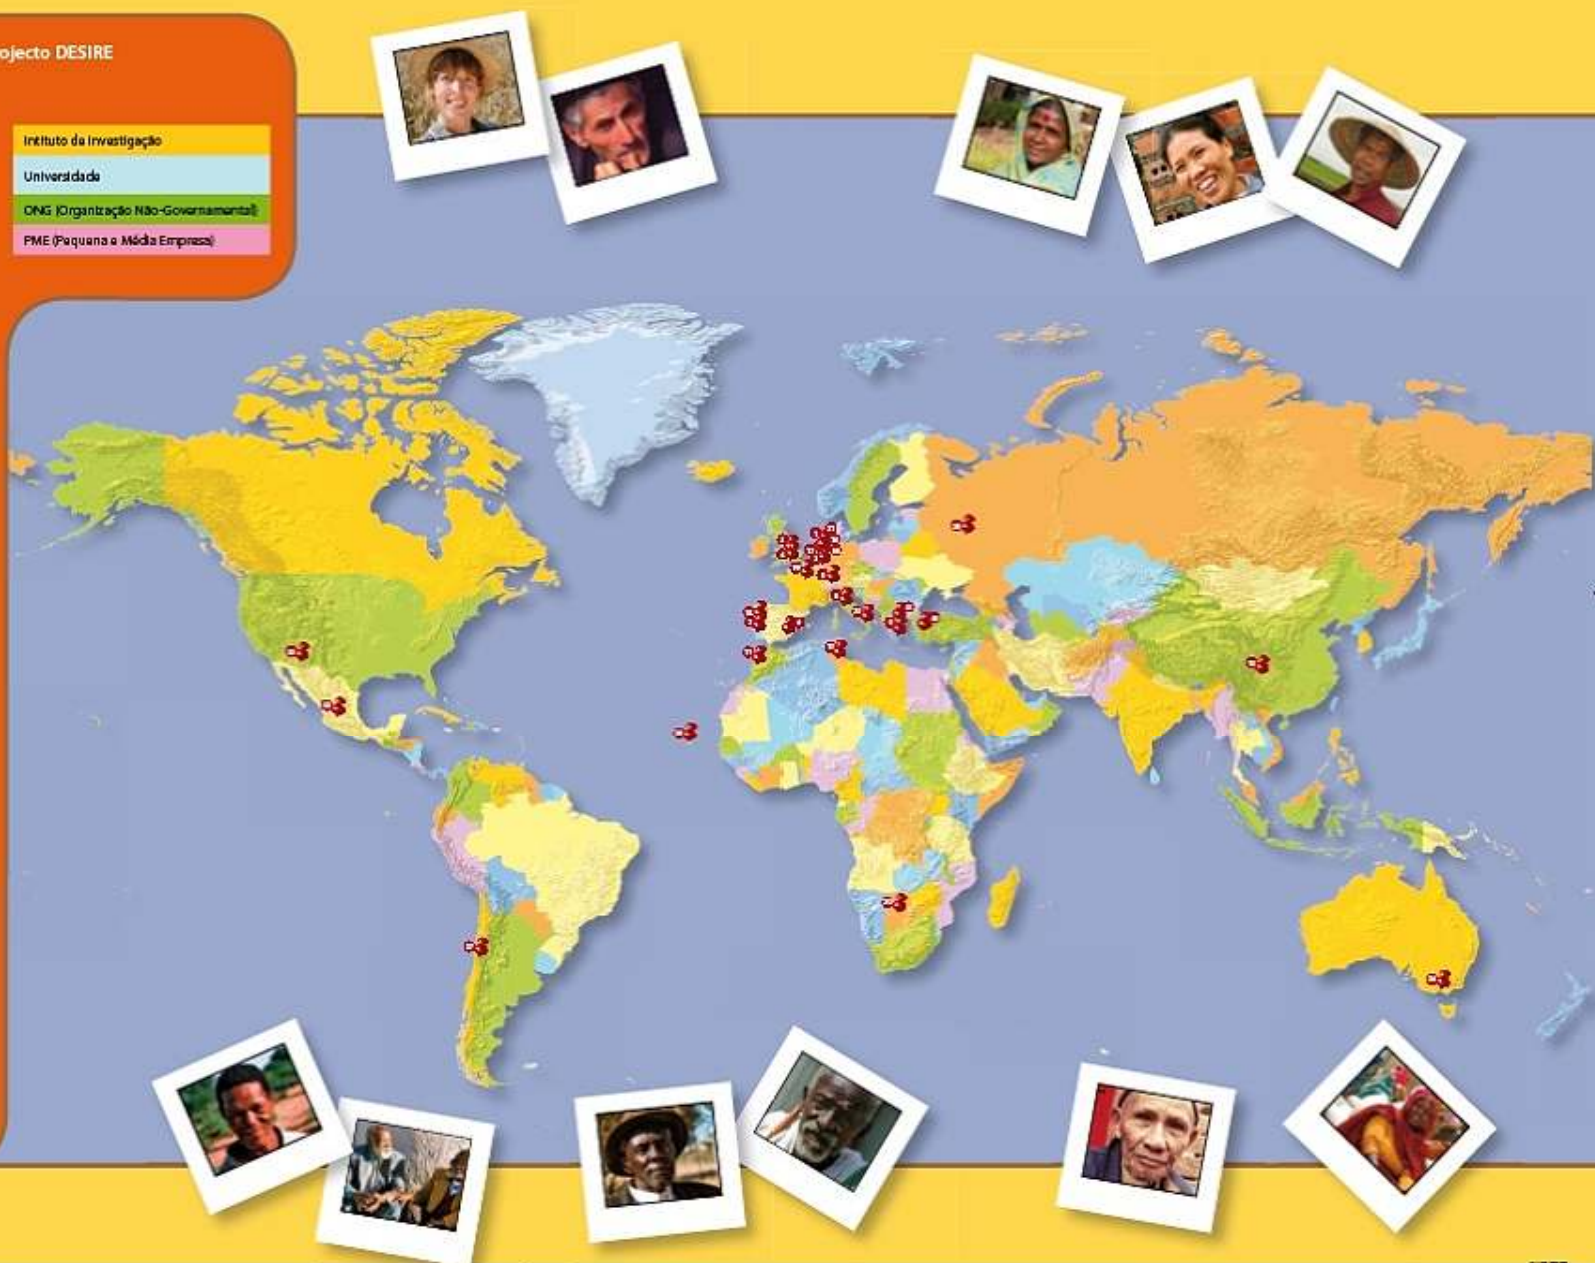 ojecto DESIRE
Intituto de Investigação
Universidade
ONG (Organização Não-Governamental)
PME (Pequena e Média Empresa)